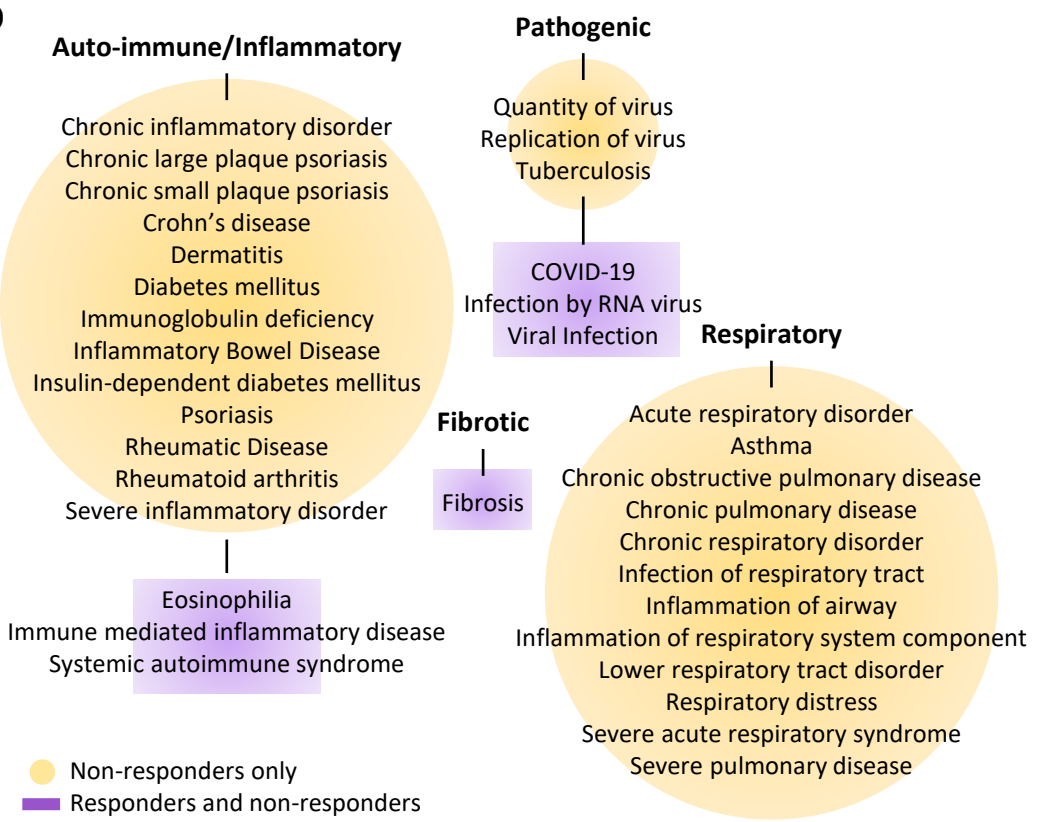 Auto-immune/Inflammatory
Chronic inflammatory disorder
Chronic large plaque psoriasis
Chronic small plaque psoriasis
Crohn’s disease
Dermatitis
Diabetes mellitus
Immunoglobulin deficiency
Inflammatory Bowel Disease
Insulin-dependent diabetes mellitus
Psoriasis
Rheumatic Disease
Rheumatoid arthritis
Severe inflammatory disorder
Eosinophilia
Immune mediated inflammatory disease
Systemic autoimmune syndrome
Pathogenic
Quantity of virus
Replication of virus
Tuberculosis
COVID-19
Infection by RNA virus
Viral Infection
Fibrotic
Fibrosis
Respiratory
Acute respiratory disorder
Asthma
Chronic obstructive pulmonary disease
Chronic pulmonary disease
Chronic respiratory disorder
Infection of respiratory tract
Inflammation of airway
Inflammation of respiratory system component
Lower respiratory tract disorder
Respiratory distress
Severe acute respiratory syndrome
Severe pulmonary disease
Non-responders only
Responders and non-responders